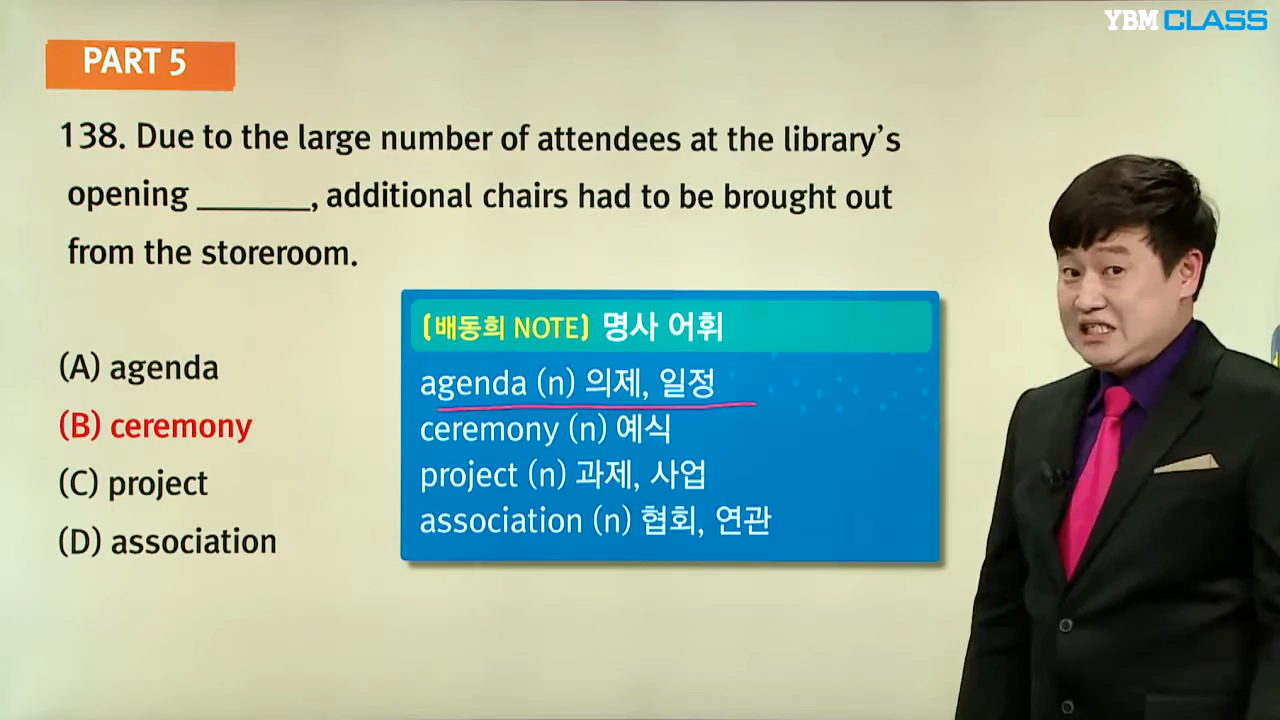 YBM CLASS
PART 5
138. Due to the large number of attendees at the library's
opening ______, additional chairs had to be brought out
from the storeroom.
(A) agenda
(B) ceremony
(C) project
(D) association
[배동희 NOTE] 명사 어휘
agenda (n) 의제, 일정
ceremony (n) 예식
project (n) 과제, 사업
association (n) 협회, 연관